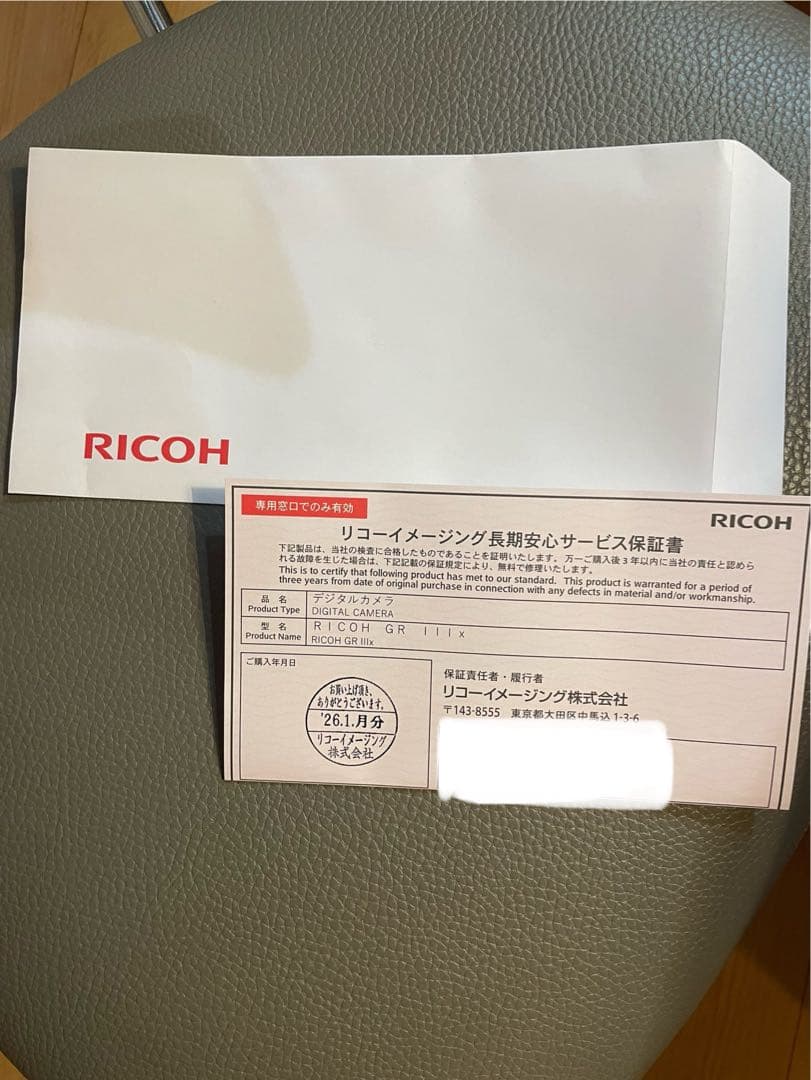 RICOH
専用窓口でのみ有効
RICOH
リコーイメージング長期安心サービス保証書
下記製品は、当社の検査に合格したものであることを証明いたします。万一ご購入後3年以内に当社の責任と認めら
れる故障を生じた場合は、下記記載の保証規定により、無料で修理いたします。
This is to certify that following product has met to our standard. This product is warranted for a period of
three years from date of original purchase in connection with any defects in material and/or workmanship.
品 名 デジタルカメラ
Product Type DIGITAL CAMERA
型 名 ＲＩＣＯＨ ＧＲ ＩＩＩｘ
Product Name RICOH GR IIIx
ご購入年月日
お買い上げ頂き、
ありがとうございます。
'26.1.月分
リコーイメージング
株式会社
保証責任者・履行者
リコーイメージング株式会社
〒143-8555 東京都大田区中馬込1-3-6